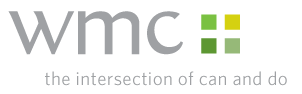 wmc
the intersection of can and do